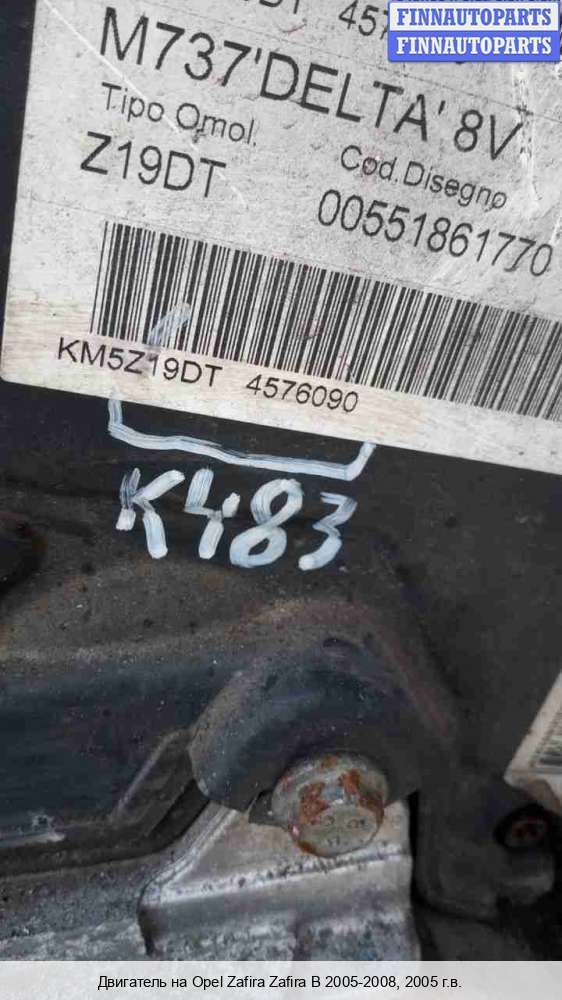 FINNAUTOPARTS
FINNAUTOPARTS
M737'DELTA' 8V
Tipo Omol. Cod.Disegno
Z19DT 00551861770
KM5Z19DT 4576090
K483
Двигатель на Opel Zafira Zafira B 2005-2008, 2005 г.в.